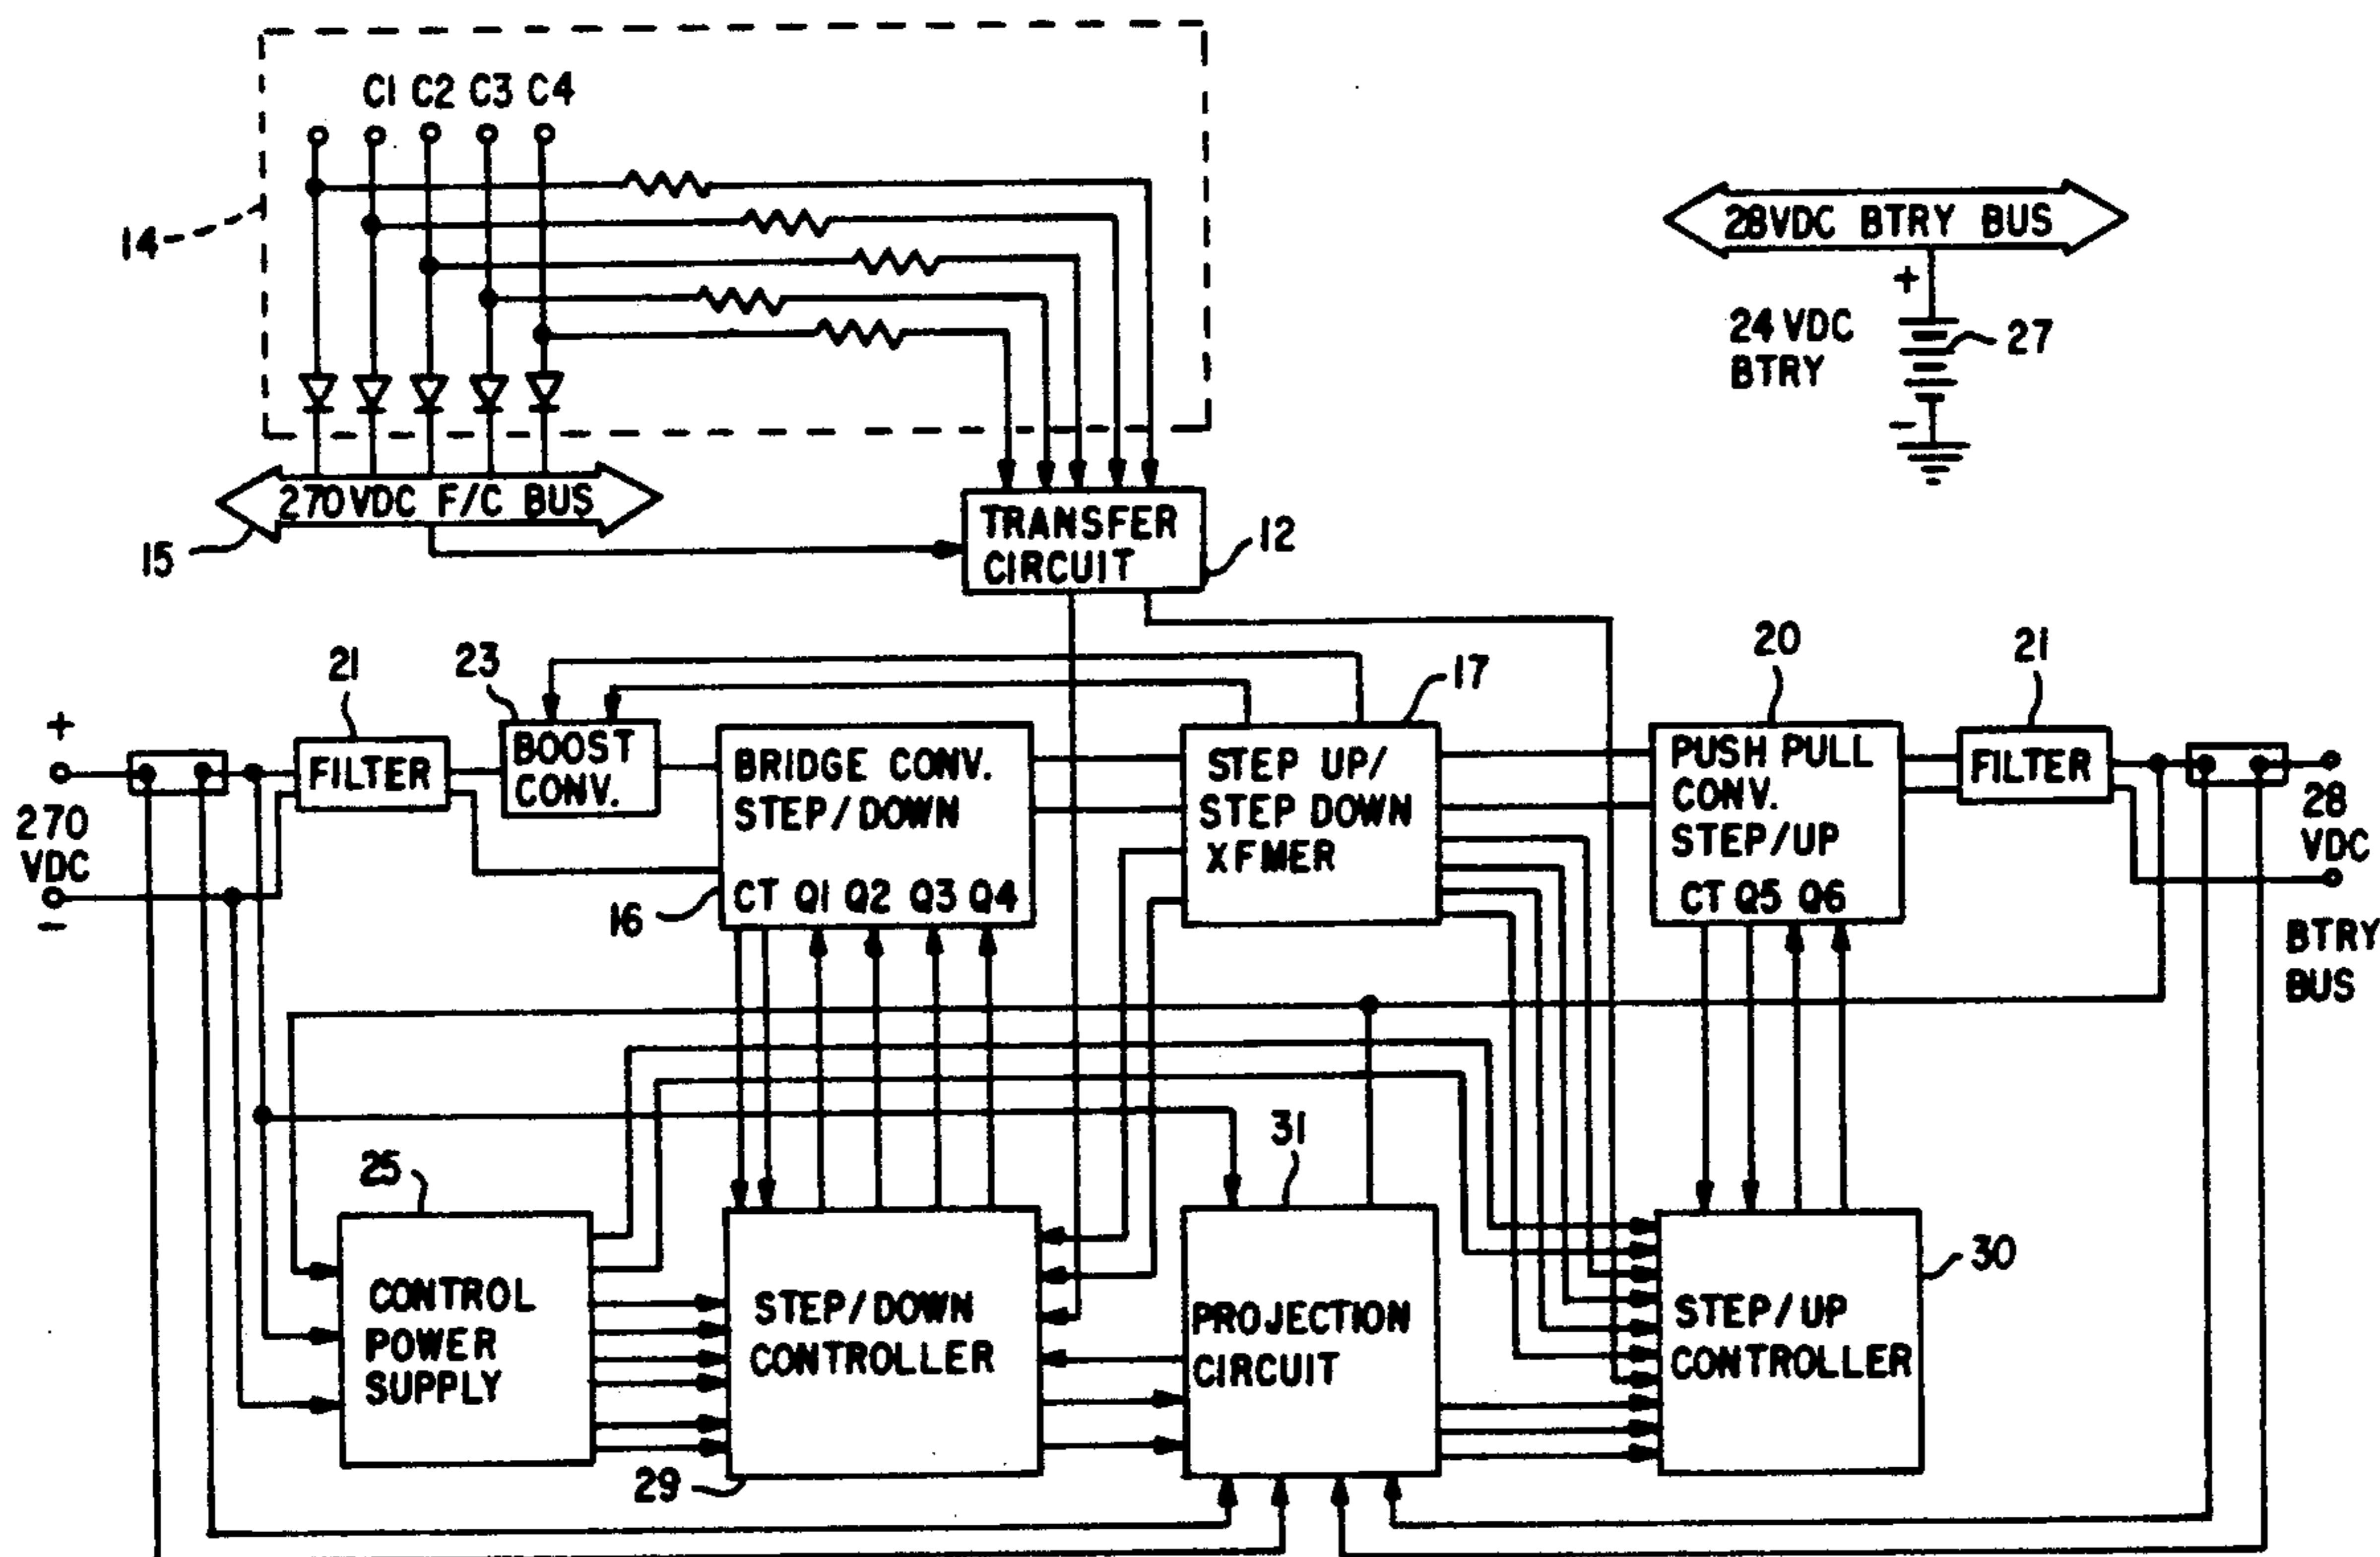 C1 C2 C3 C4
14
28VDC BTRY BUS
+
24 VDC
BTRY
27
-
270 VDC F/C BUS
15
TRANSFER
CIRCUIT
12
21
23
17
20
21
+
270
VDC
-
FILTER
BOOST
CONV.
BRIDGE CONV.
STEP/DOWN
CT Q1 Q2 Q3 Q4
16
STEP UP/
STEP DOWN
XFMER
PUSH PULL
CONV.
STEP/UP
CT Q5 Q6
FILTER
28
VDC
BTRY
BUS
25
31
30
CONTROL
POWER
SUPPLY
STEP/DOWN
CONTROLLER
29
PROJECTION
CIRCUIT
STEP/UP
CONTROLLER